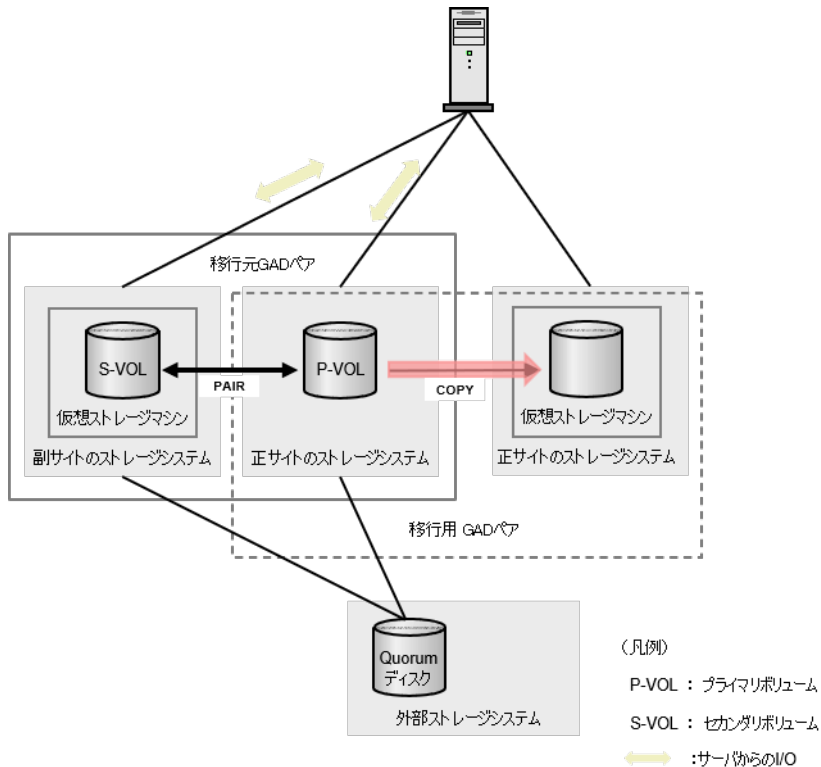 移行元GADペア
S-VOL
PAIR
P-VOL
COPY
仮想ストレージマシン
仮想ストレージマシン
副サイトのストレージシステム
正サイトのストレージシステム
正サイトのストレージシステム
移行用 GADペア
Quorum
ディスク
外部ストレージシステム
（凡例）
P-VOL ： プライマリボリューム
S-VOL ： セカンダリボリューム
:サーバからのI/O